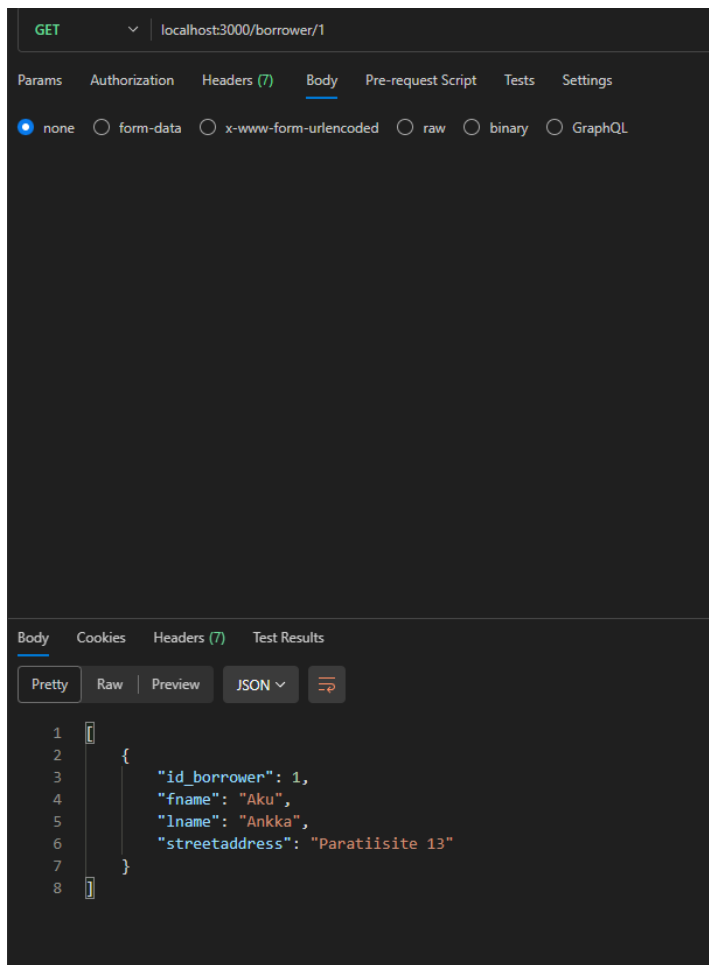 GET localhost:3000/borrower/1
Params Authorization Headers (7) Body Pre-request Script Tests Settings
none form-data x-www-form-urlencoded raw binary GraphQL
Body Cookies Headers (7) Test Results
Pretty Raw Preview JSON
1 [
2 {
3 "id_borrower": 1,
4 "fname": "Aku",
5 "lname": "Ankka",
6 "streetaddress": "Paratiisite 13"
7 }
8 ]